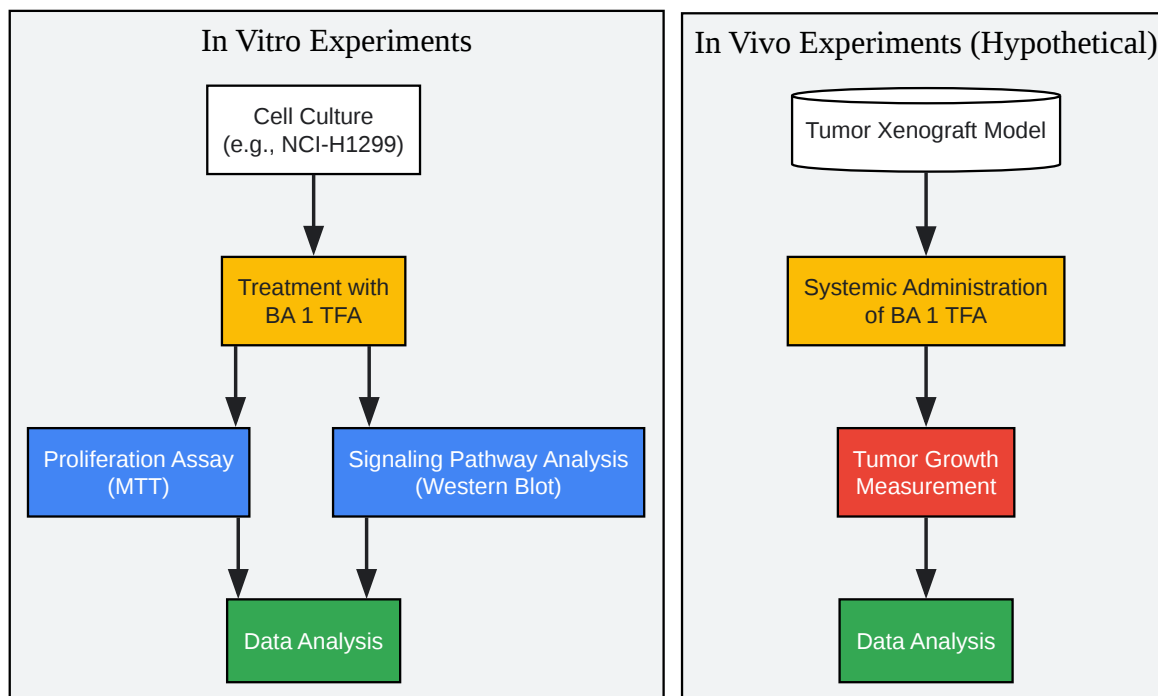 In Vitro Experiments
Cell Culture
(e.g., NCI-H1299)
Treatment with
BA 1 TFA
Proliferation Assay
(MTT)
Signaling Pathway Analysis
(Western Blot)
Data Analysis
In Vivo Experiments (Hypothetical)
Tumor Xenograft Model
Systemic Administration
of BA 1 TFA
Tumor Growth
Measurement
Data Analysis